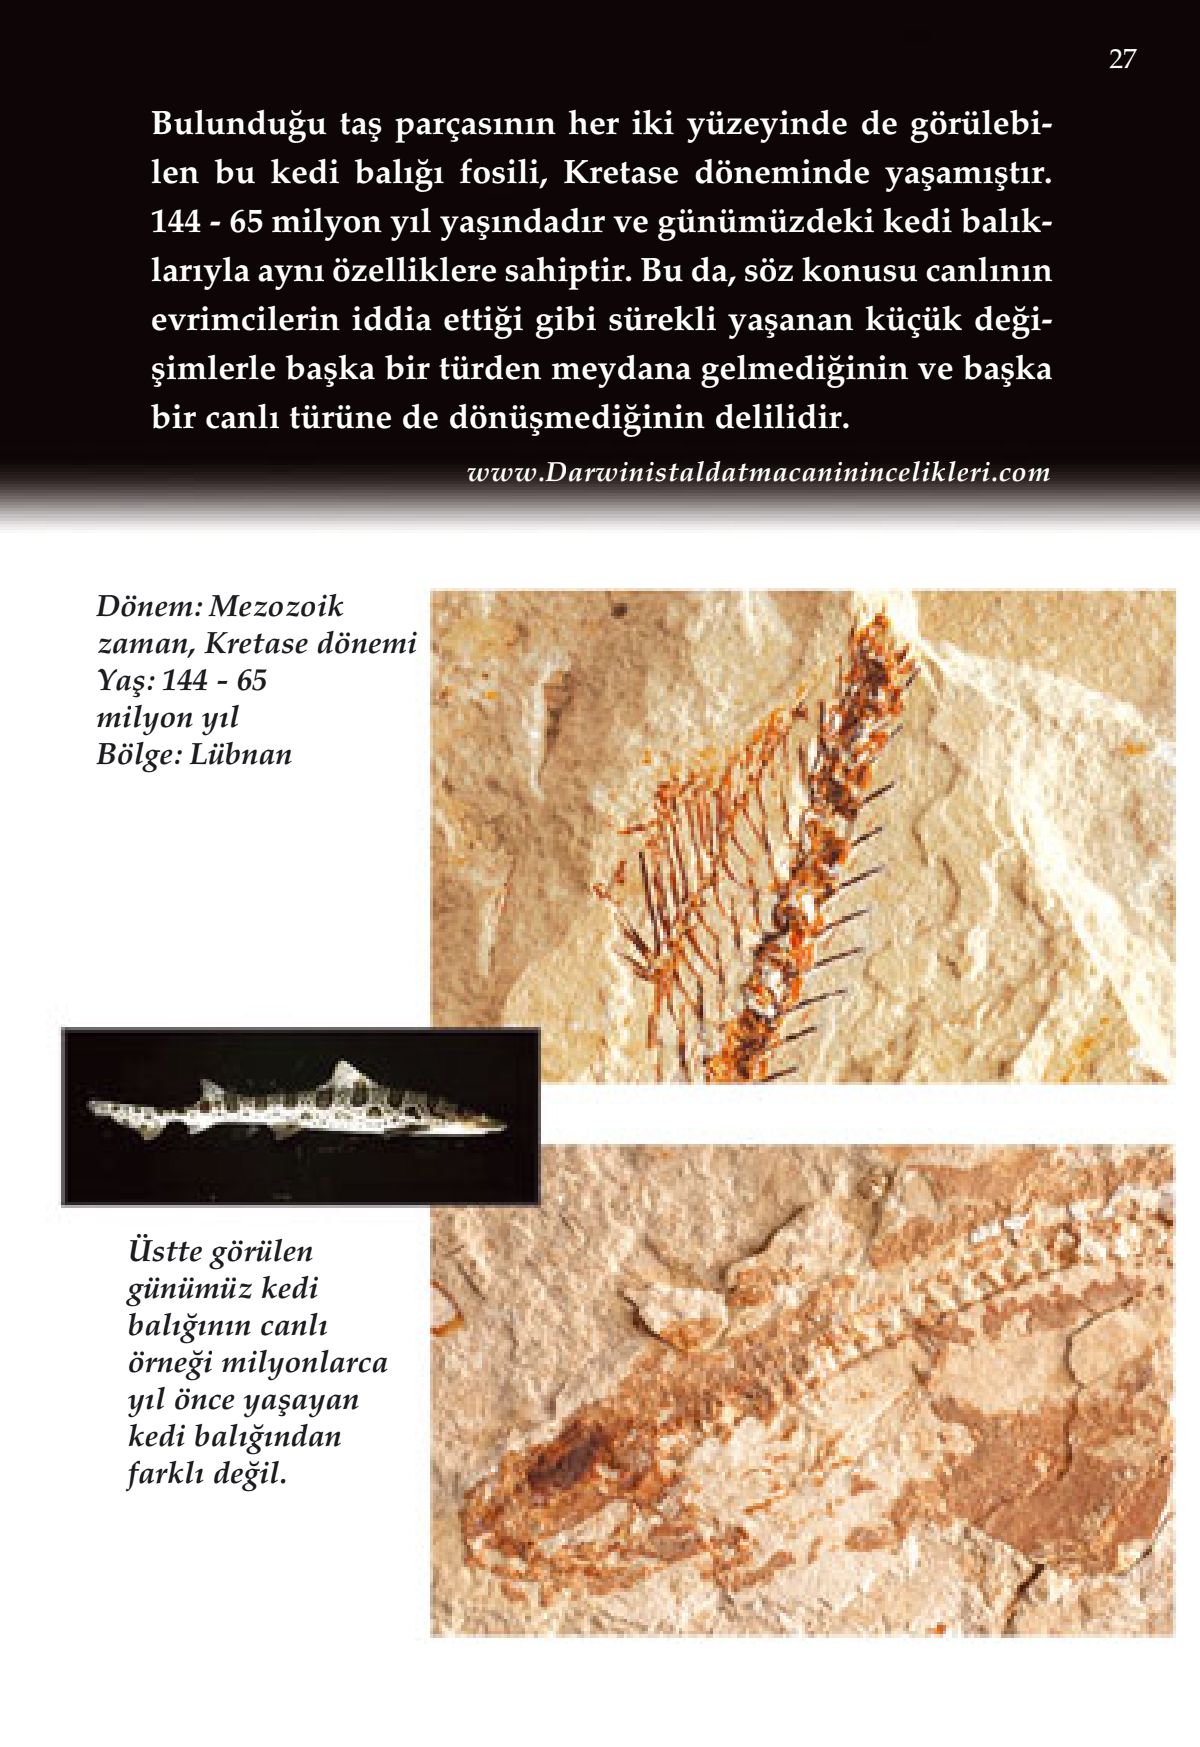 27
Bulunduğu taş parçasının her iki yüzeyinde de görülebi-
len bu kedi balığı fosili, Kretase döneminde yaşamıştır.
144 - 65 milyon yıl yaşındadır ve günümüzdeki kedi balık-
larıyla aynı özelliklere sahiptir. Bu da, söz konusu canlının
evrimcilerin iddia ettiği gibi sürekli yaşanan küçük deği-
şimlerle başka bir türden meydana gelmediğinin ve başka
bir canlı türüne de dönüşmediğinin delilidir.
www.Darwinistaldatmacaninincelikleri.com
Dönem: Mezozoik
zaman, Kretase dönemi
Yaş: 144 - 65
milyon yıl
Bölge: Lübnan
Üstte görülen
günümüz kedi
balığının canlı
örneği milyonlarca
yıl önce yaşayan
kedi balığından
farklı değil.